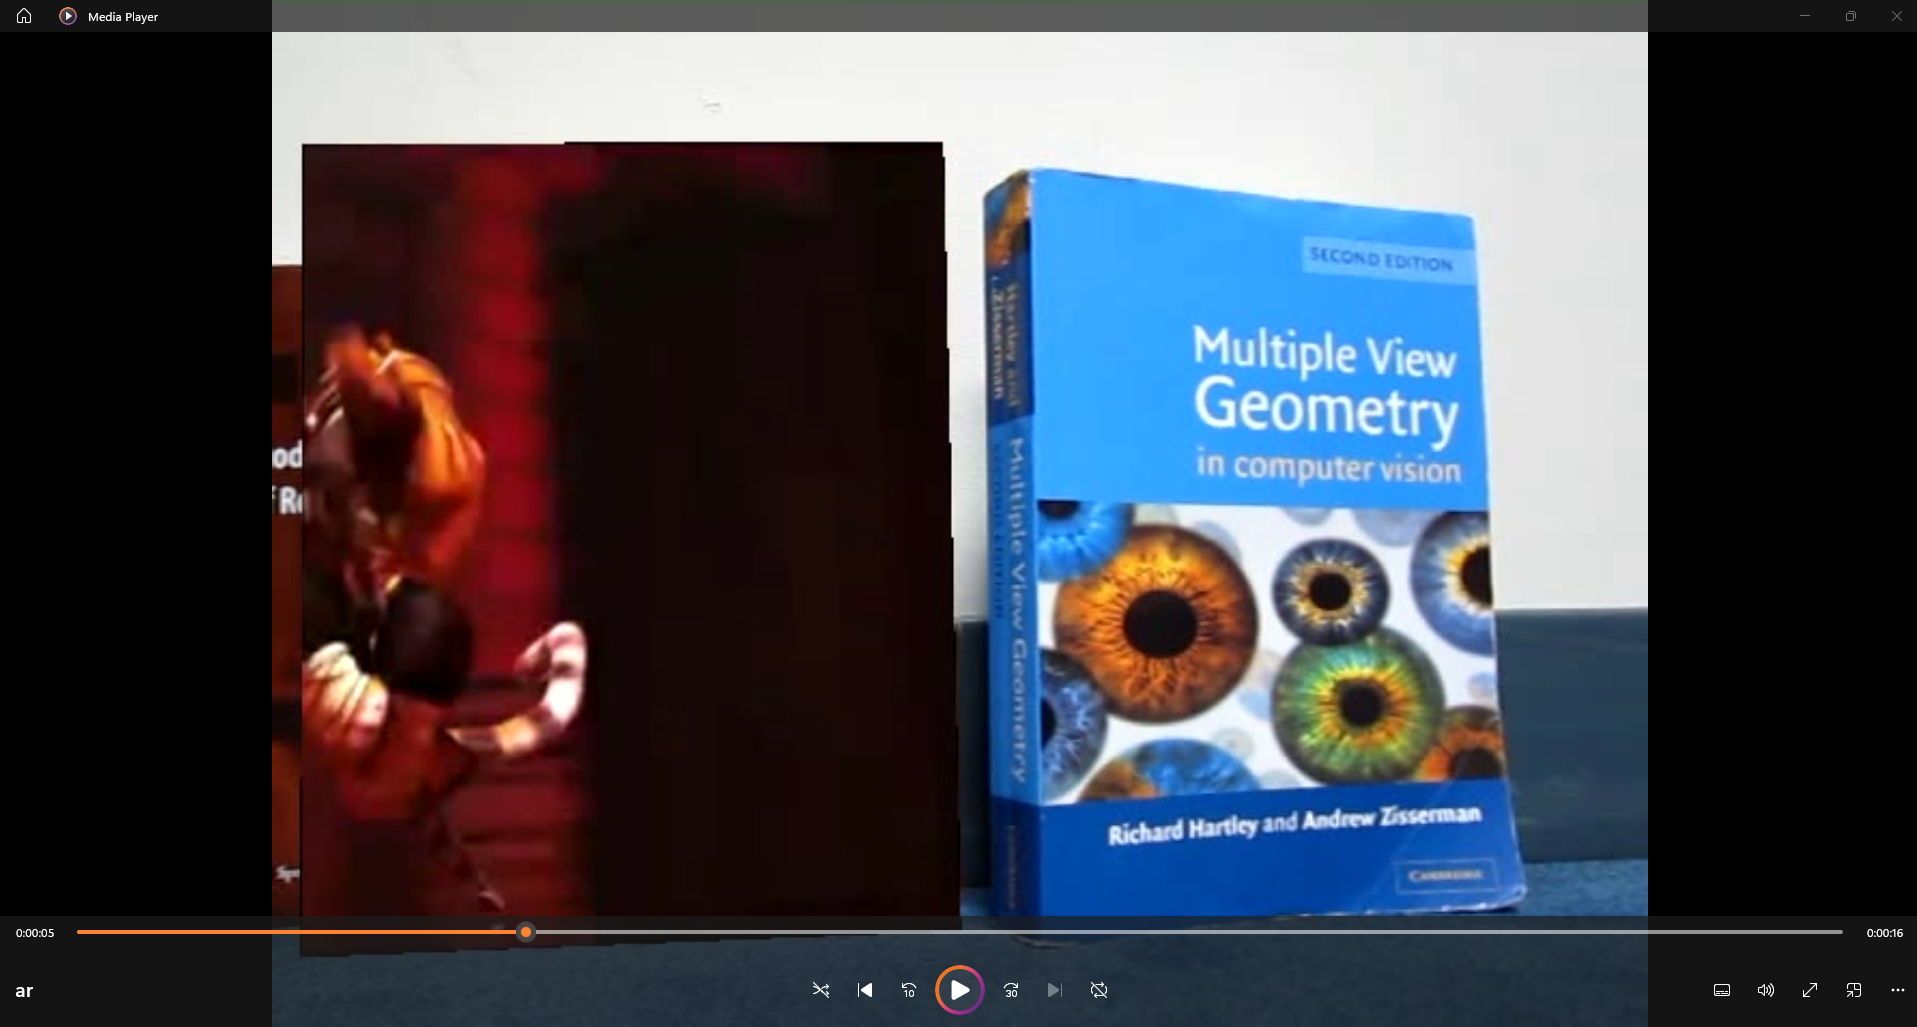 Media Player
od
f Re
Hartley and
Zisserman
Multiple View Geometry
SECOND EDITION
Multiple View
Geometry
in computer vision
Richard Hartley and Andrew Zisserman
CAMBRIDGE
0:00:05
0:00:16
ar
10
30